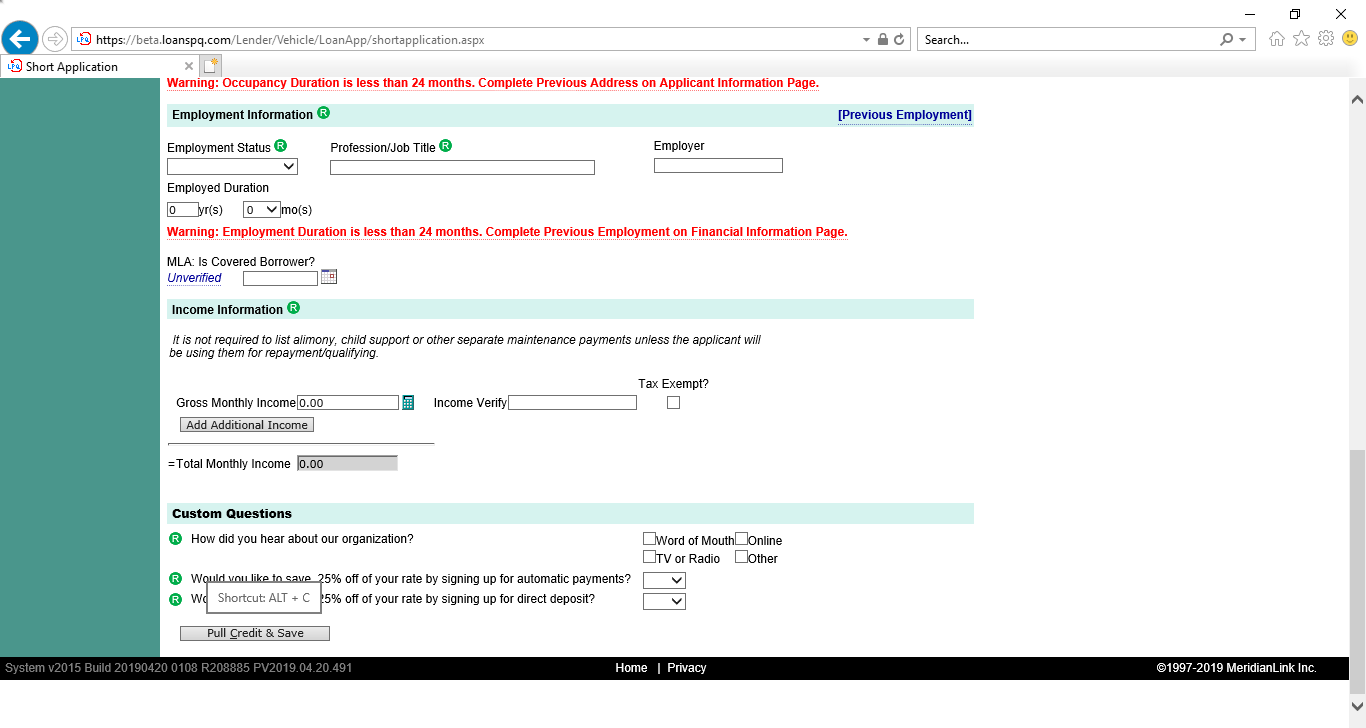 https://beta.loanspq.com/Lender/Vehicle/LoanApp/shortapplication.aspx
Search...
Short Application
Warning: Occupancy Duration is less than 24 months. Complete Previous Address on Applicant Information Page.
Employment Information R [Previous Employment]
Employment Status R Profession/Job Title R Employer
Employed Duration
0 yr(s) 0 mo(s)
Warning: Employment Duration is less than 24 months. Complete Previous Employment on Financial Information Page.
MLA: Is Covered Borrower?
Unverified
Income Information R
It is not required to list alimony, child support or other separate maintenance payments unless the applicant will
be using them for repayment/qualifying.
Tax Exempt?
Gross Monthly Income 0.00 Income Verify
Add Additional Income
=Total Monthly Income 0.00
Custom Questions
R How did you hear about our organization? Word of Mouth Online
TV or Radio Other
R Would you like to save .25% off of your rate by signing up for automatic payments?
R 25% off of your rate by signing up for direct deposit?
Shortcut: ALT + C
Pull Credit & Save
System v2015 Build 20190420 0108 R208885 PV2019.04.20.491 Home | Privacy ©1997-2019 MeridianLink Inc.